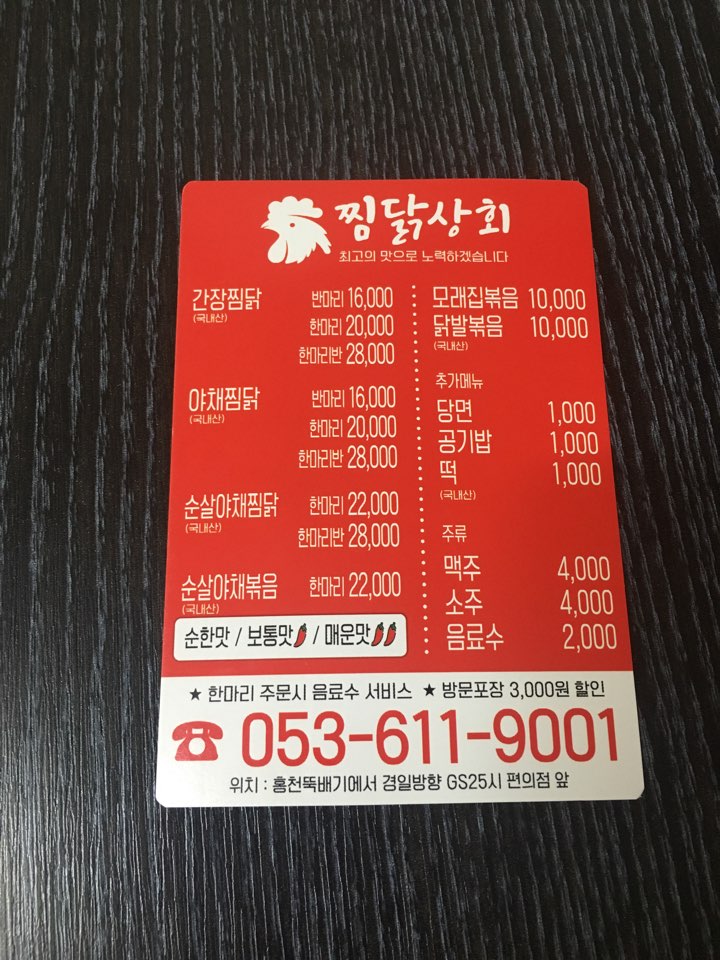 찜닭상회
최고의 맛으로 노력하겠습니다
간장찜닭 반마리 16,000
(국내산) 한마리 20,000
한마리반 28,000
야채찜닭 반마리 16,000
(국내산) 한마리 20,000
한마리반 28,000
순살야채찜닭 한마리 22,000
(국내산) 한마리반 28,000
순살야채볶음 한마리 22,000
(국내산)
순한맛 / 보통맛 / 매운맛
모래집볶음 10,000
닭발볶음 10,000
(국내산)
추가메뉴
당면 1,000
공기밥 1,000
떡 1,000
(국내산)
주류
맥주 4,000
소주 4,000
음료수 2,000
★ 한마리 주문시 음료수 서비스 ★ 방문포장 3,000원 할인
053-611-9001
위치 : 홍천뚝배기에서 경일방향 GS25시 편의점 앞